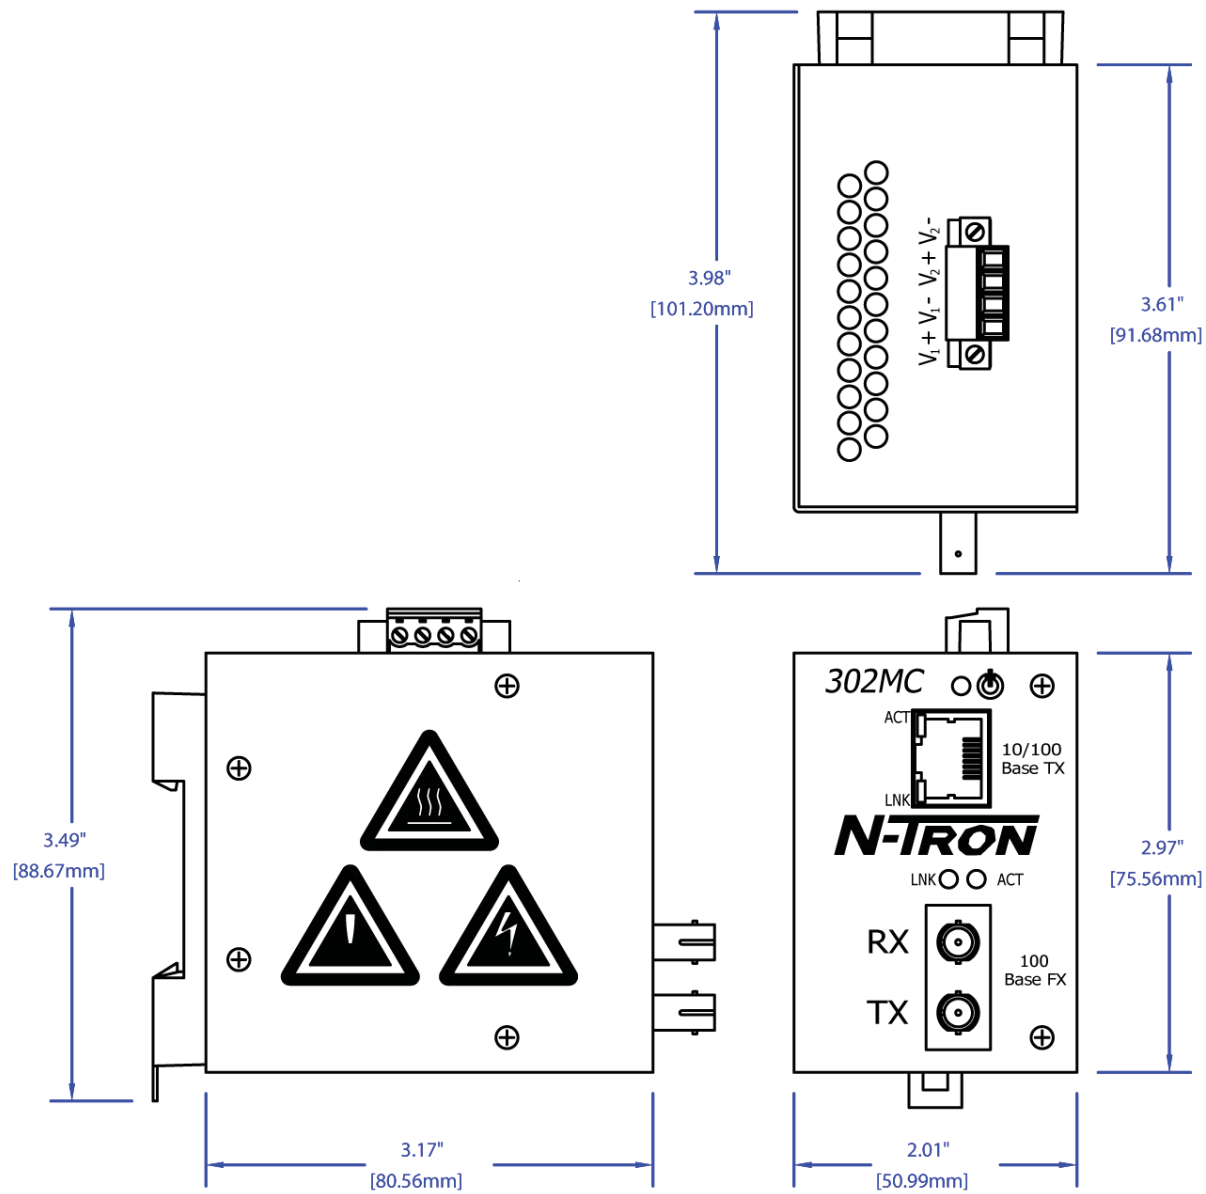 3.98"
[101.20mm]
V1 + V1 - V2 + V2 -
3.61"
[91.68mm]
3.49"
[88.67mm]
3.17"
[80.56mm]
302MC
ACT
10/100
Base TX
LNK
N-TRON
LNK
ACT
RX
100
Base FX
TX
2.97"
[75.56mm]
2.01"
[50.99mm]